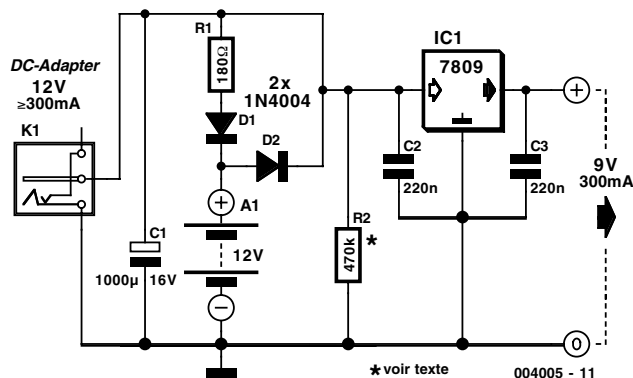 DC-Adapter
12V
≥300mA
K1
R1
180Ω
2x
1N4004
D1
D2
IC1
7809
C2
220n
C3
220n
9V
300mA
+
A1
+
12V
–
C1
1000µ 16V
R2
470k
*
0
* voir texte
004005 - 11